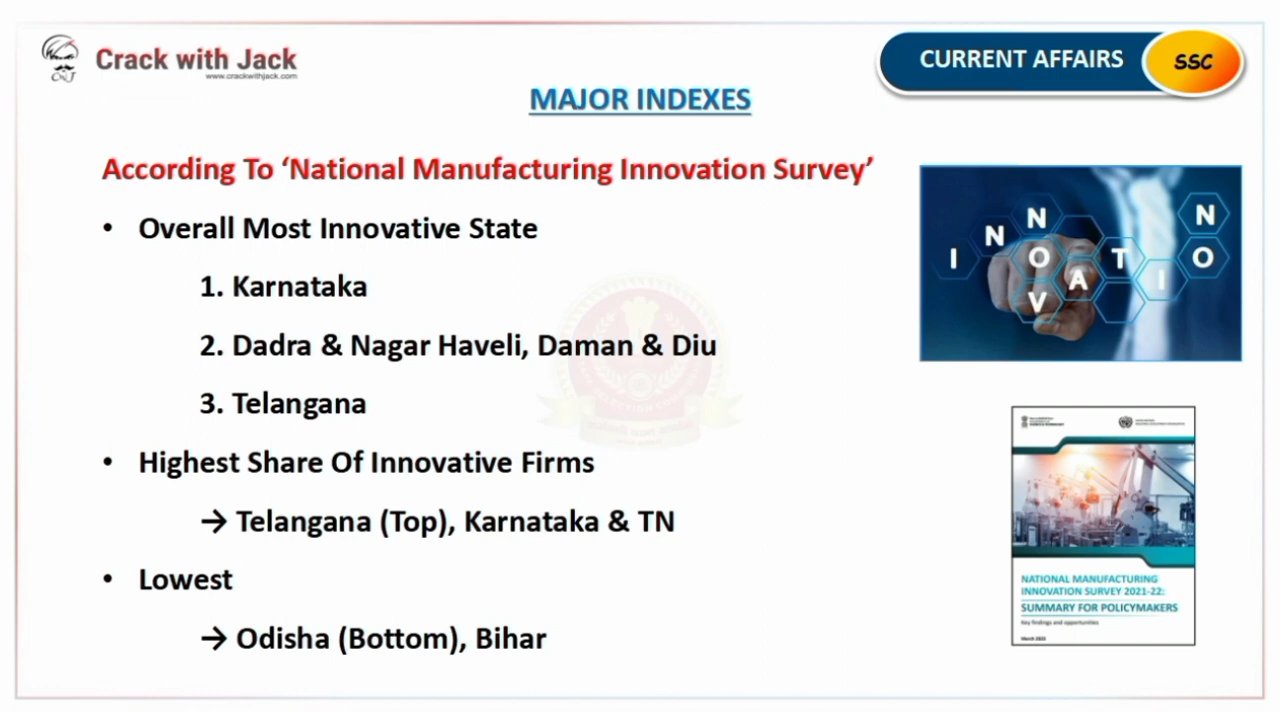 Crack with Jack
www.crackwithjack.com
CURRENT AFFAIRS
SSC
MAJOR INDEXES
According To ‘National Manufacturing Innovation Survey’
• Overall Most Innovative State
1. Karnataka
2. Dadra & Nagar Haveli, Daman & Diu
3. Telangana
• Highest Share Of Innovative Firms
→ Telangana (Top), Karnataka & TN
• Lowest
→ Odisha (Bottom), Bihar
INNOVATION
NATIONAL MANUFACTURING
INNOVATION SURVEY 2021-22:
SUMMARY FOR POLICYMAKERS
Key findings and opportunities